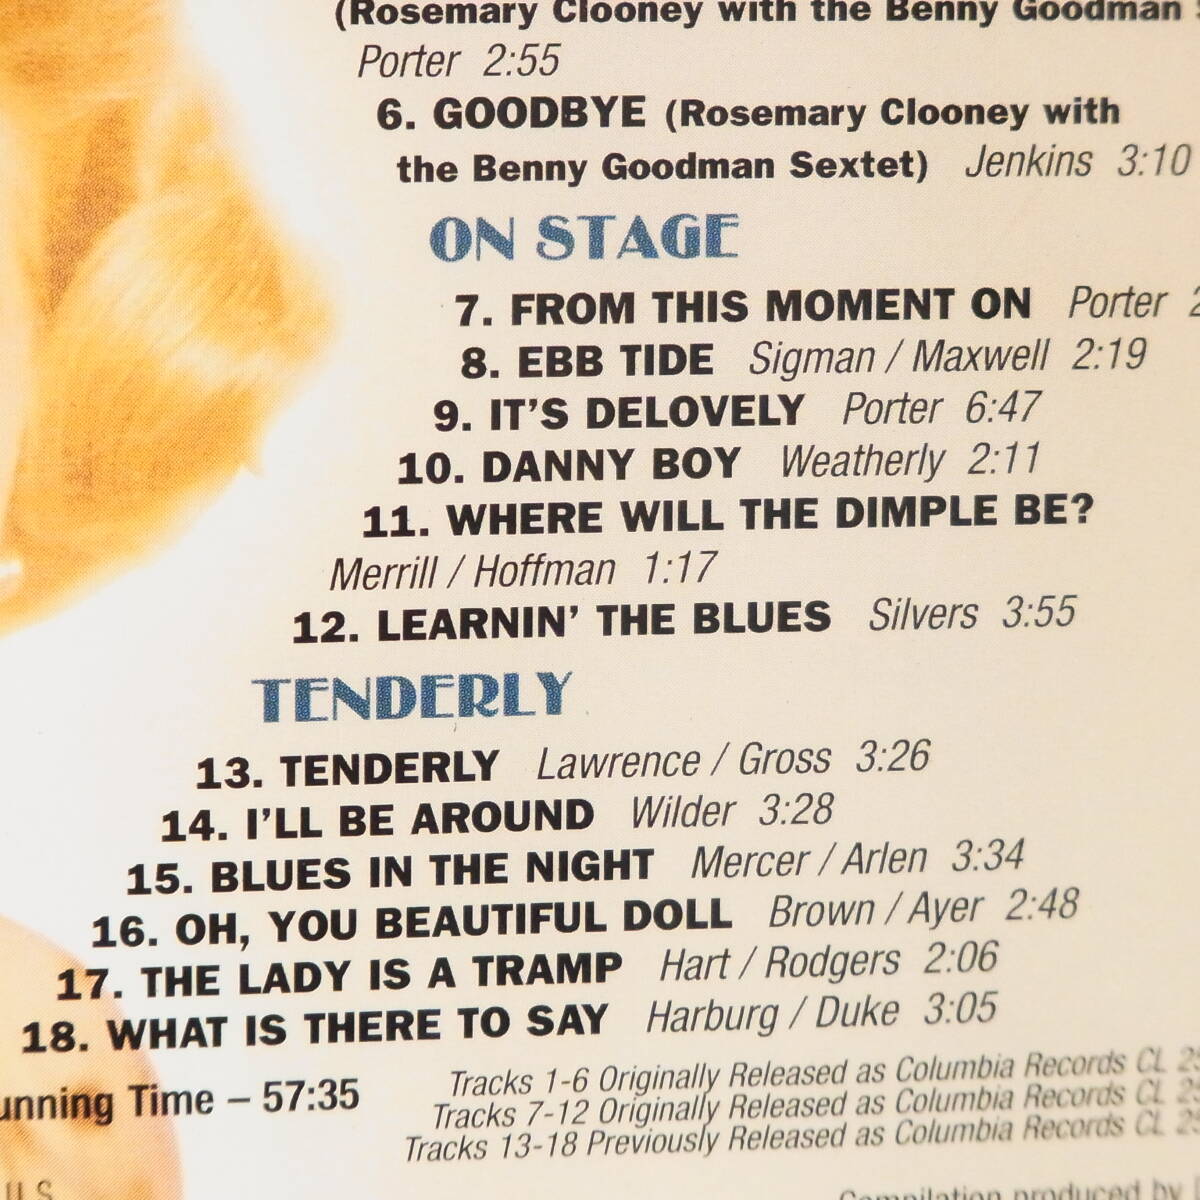 (Rosemary Clooney with the Benny Goodman
Porter 2:55
6. GOODBYE (Rosemary Clooney with
the Benny Goodman Sextet) Jenkins 3:10
ON STAGE
7. FROM THIS MOMENT ON Porter
8. EBB TIDE Sigman / Maxwell 2:19
9. IT'S DELOVELY Porter 6:47
10. DANNY BOY Weatherly 2:11
11. WHERE WILL THE DIMPLE BE?
Merrill / Hoffman 1:17
12. LEARNIN' THE BLUES Silvers 3:55
TENDERLY
13. TENDERLY Lawrence / Gross 3:26
14. I'LL BE AROUND Wilder 3:28
15. BLUES IN THE NIGHT Mercer / Arlen 3:34
16. OH, YOU BEAUTIFUL DOLL Brown / Ayer 2:48
17. THE LADY IS A TRAMP Hart / Rodgers 2:06
18. WHAT IS THERE TO SAY Harburg / Duke 3:05
unning Time – 57:35
Tracks 1-6 Originally Released as Columbia Records CL
Tracks 7-12 Originally Released as Columbia Records CL
Tracks 13-18 Previously Released as Columbia Records CL
Compilation produced by